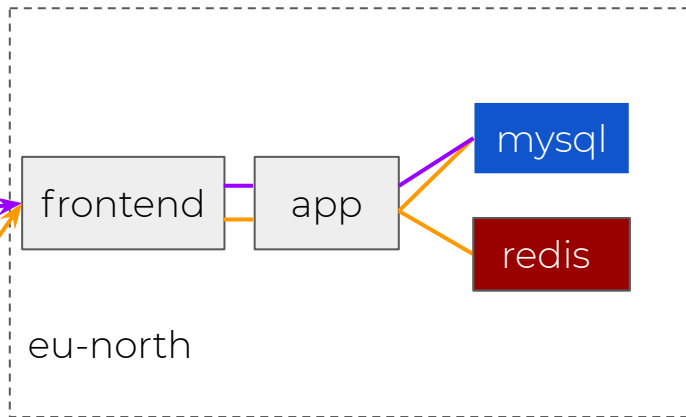 mysql
frontend
app
redis
eu-north